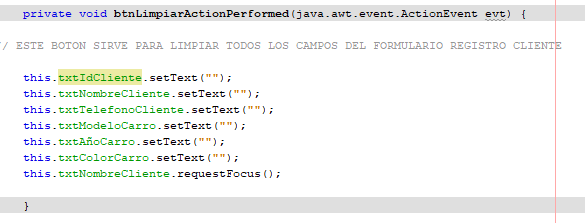 private void btnLimpiarActionPerformed(java.awt.event.ActionEvent evt) {
// ESTE BOTON SIRVE PARA LIMPIAR TODOS LOS CAMPOS DEL FORMULARIO REGISTRO CLIENTE
this.txtIdCliente.setText("");
this.txtNombreCliente.setText("");
this.txtTelefonoCliente.setText("");
this.txtModeloCarro.setText("");
this.txtAñoCarro.setText("");
this.txtColorCarro.setText("");
this.txtNombreCliente.requestFocus();
}